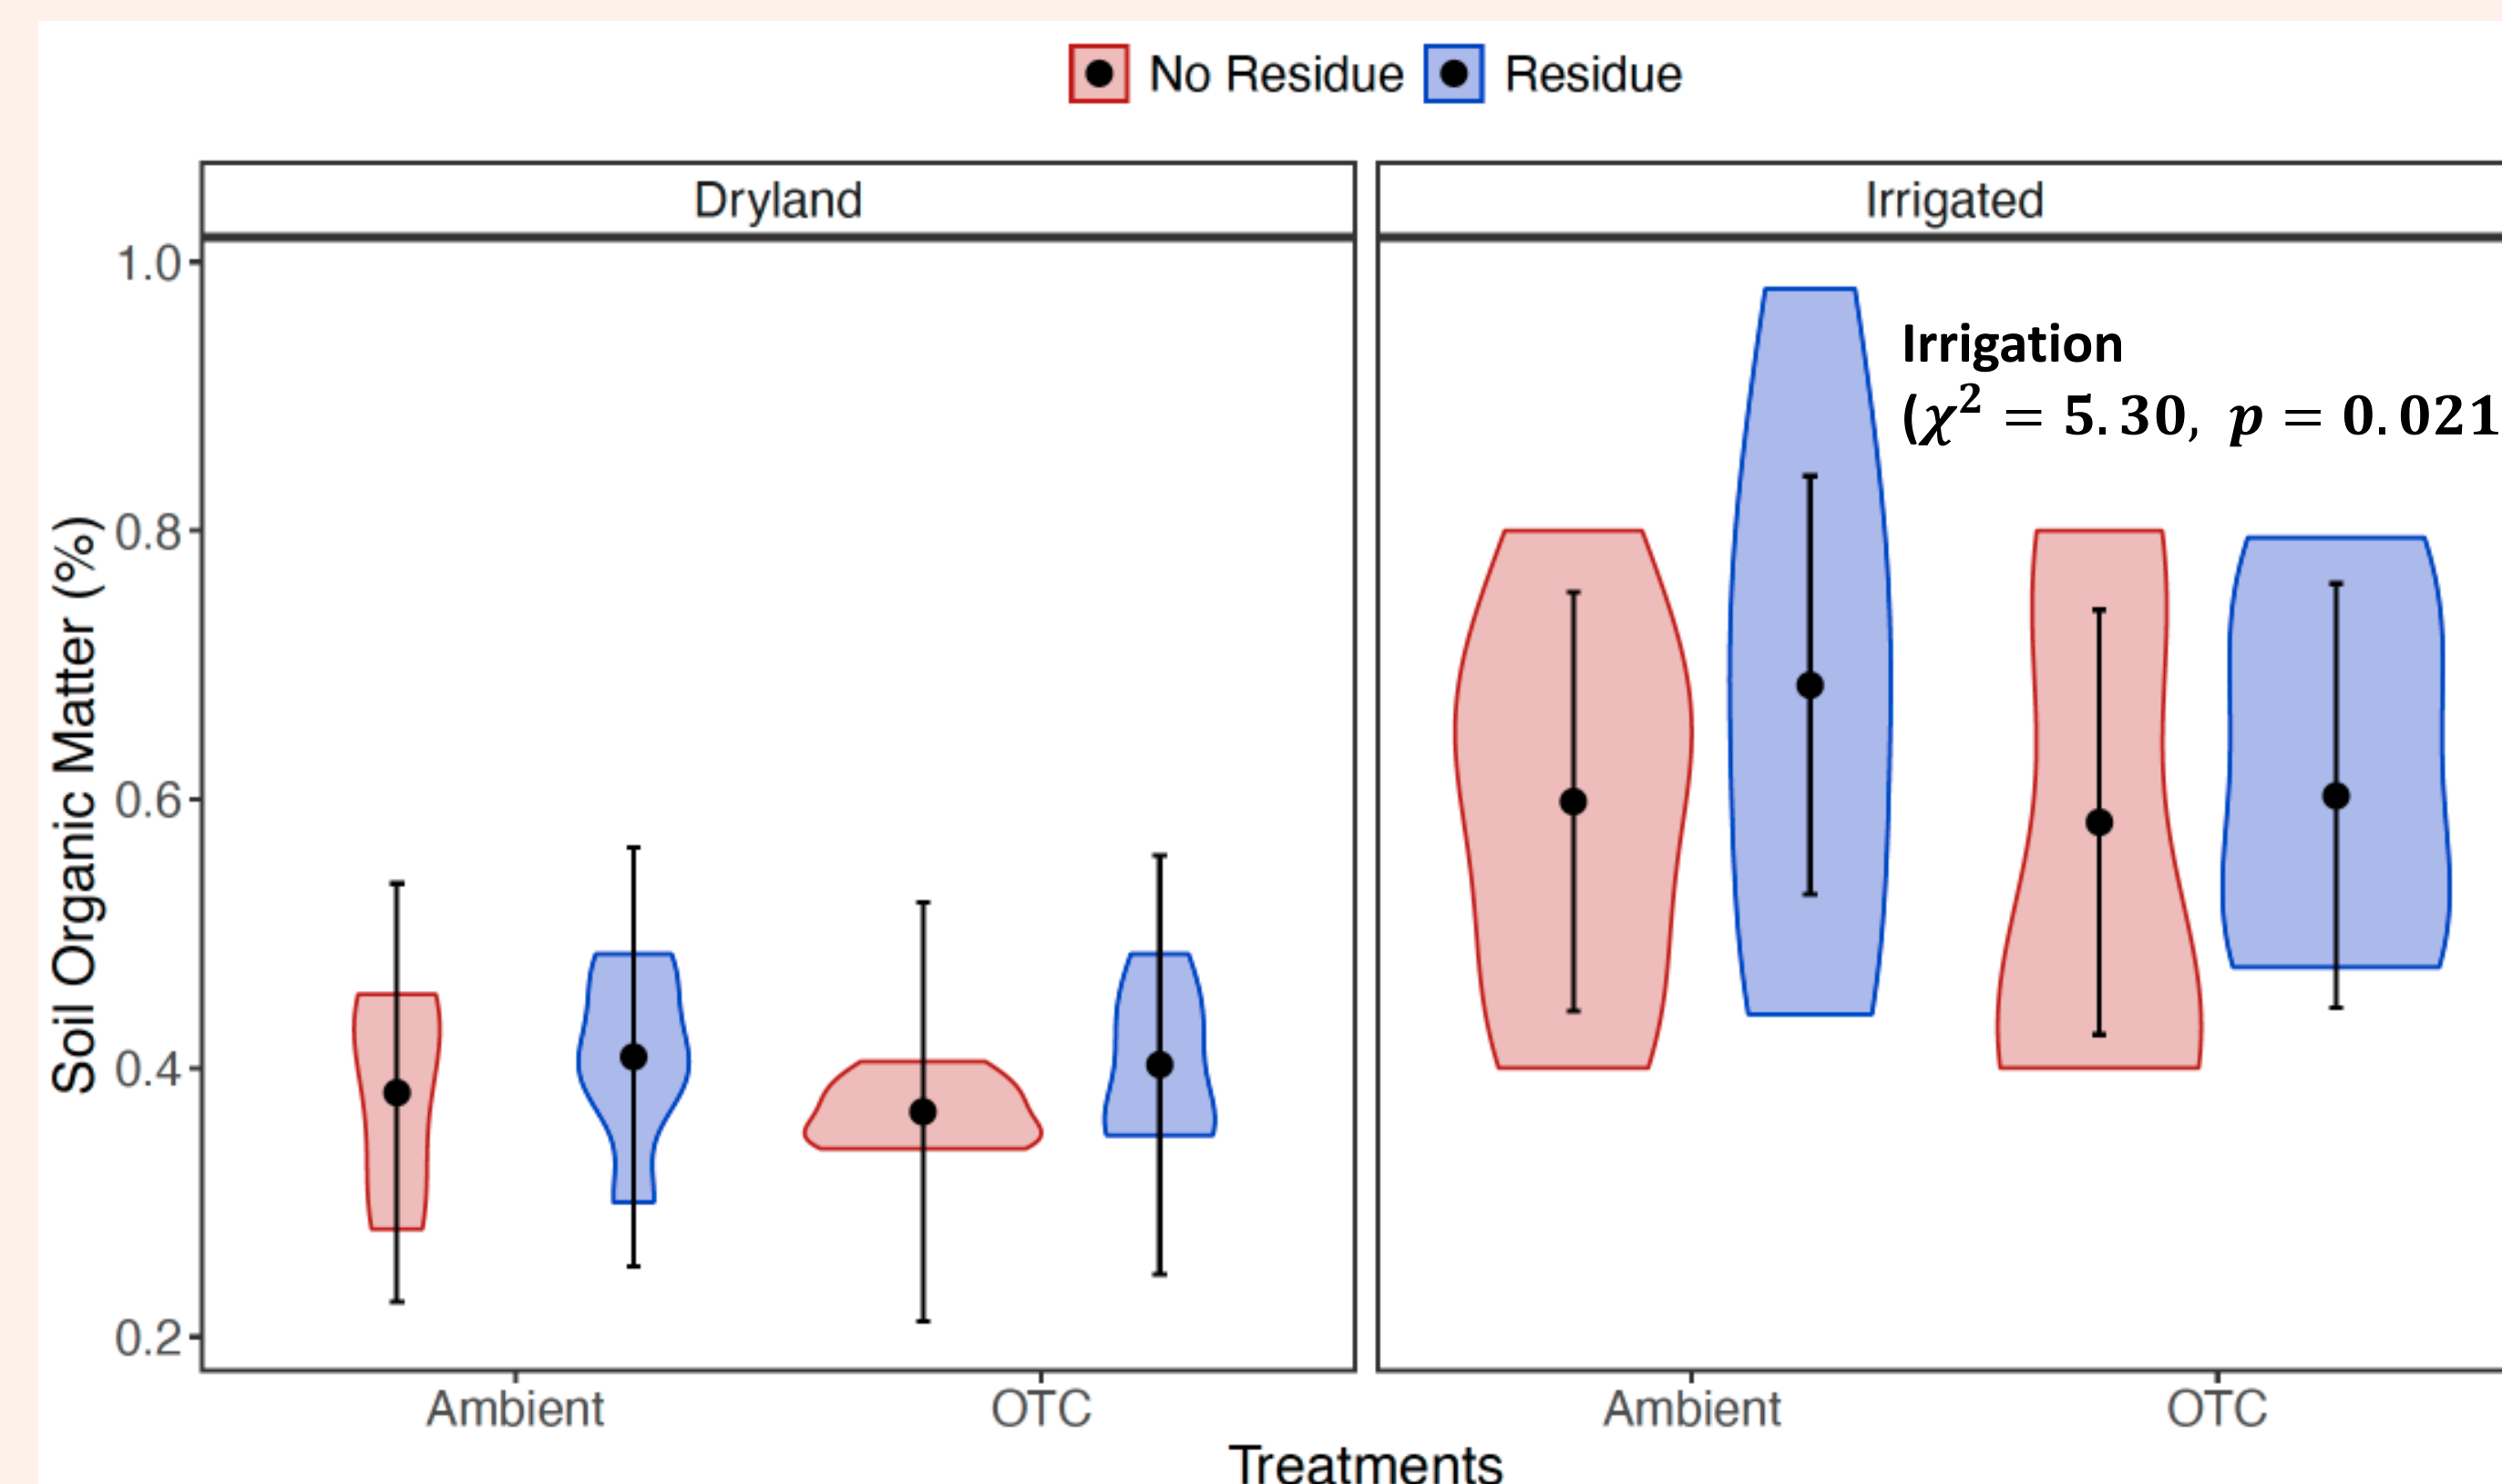 No Residue Residue
Dryland Irrigated
1.0
0.8
0.6
0.4
0.2
Soil Organic Matter (%)
Irrigation
(χ² = 5.30, p = 0.021
Ambient OTC Ambient OTC
Treatments